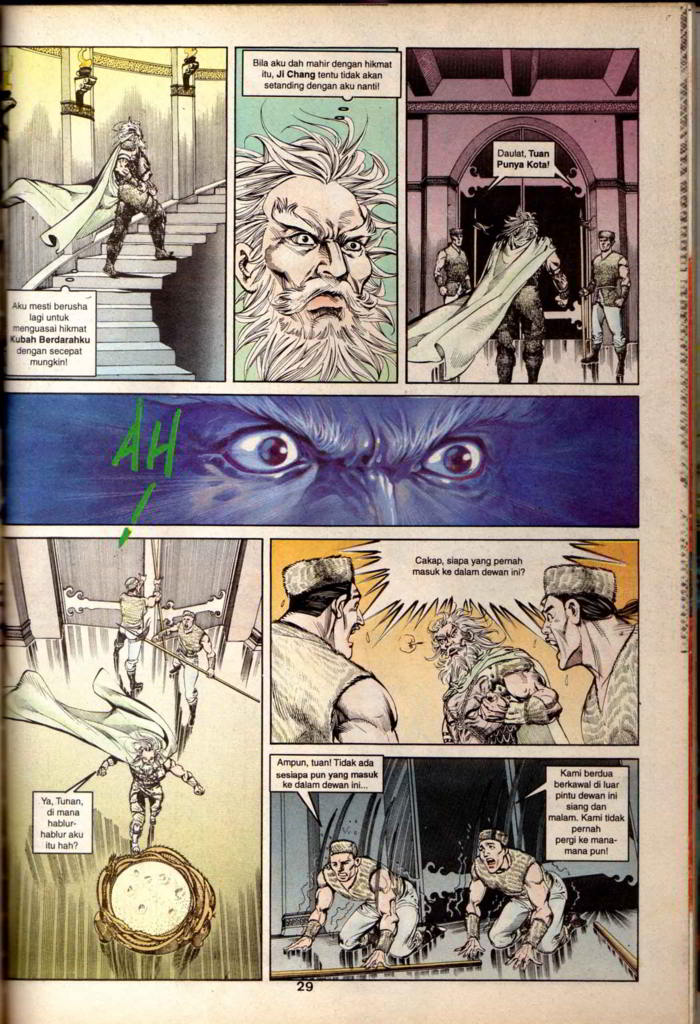 Aku mesti berusha
lagi untuk
menguasai hikmat
Kubah Berdarahku
dengan secepat
mungkin!
Bila aku dah mahir dengan hikmat
itu, Ji Chang tentu tidak akan
setanding dengan aku nanti!
Daulat, Tuan
Punya Kota!
AH
!
Ya, Tunan,
di mana
hablur-
hablur aku
itu hah?
Cakap, siapa yang pernah
masuk ke dalam dewan ini?
Ampun, tuan! Tidak ada
sesiapa pun yang masuk
ke dalam dewan ini...
Kami berdua
berkawal di luar
pintu dewan ini
siang dan
malam. Kami tidak
pernah
pergi ke mana-
mana pun!
29